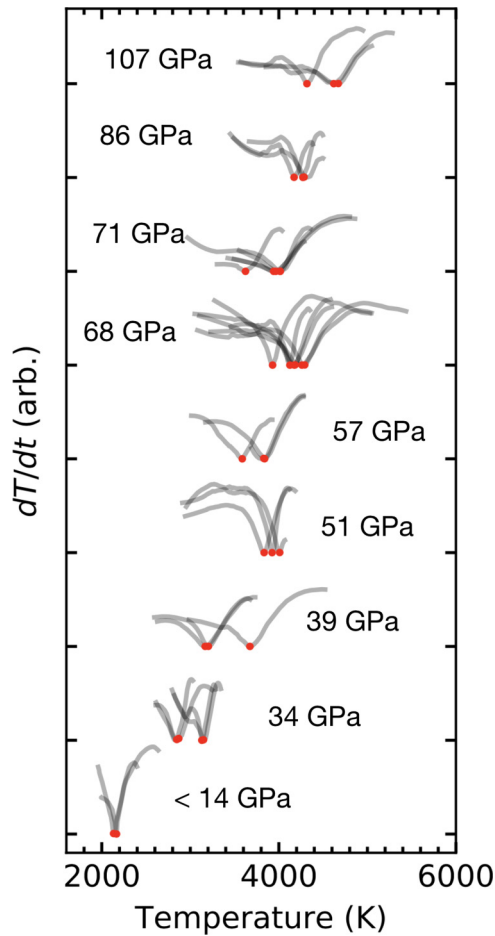 107 GPa
86 GPa
71 GPa
68 GPa
57 GPa
51 GPa
39 GPa
34 GPa
< 14 GPa
dT/dt (arb.)
2000 4000 6000
Temperature (K)